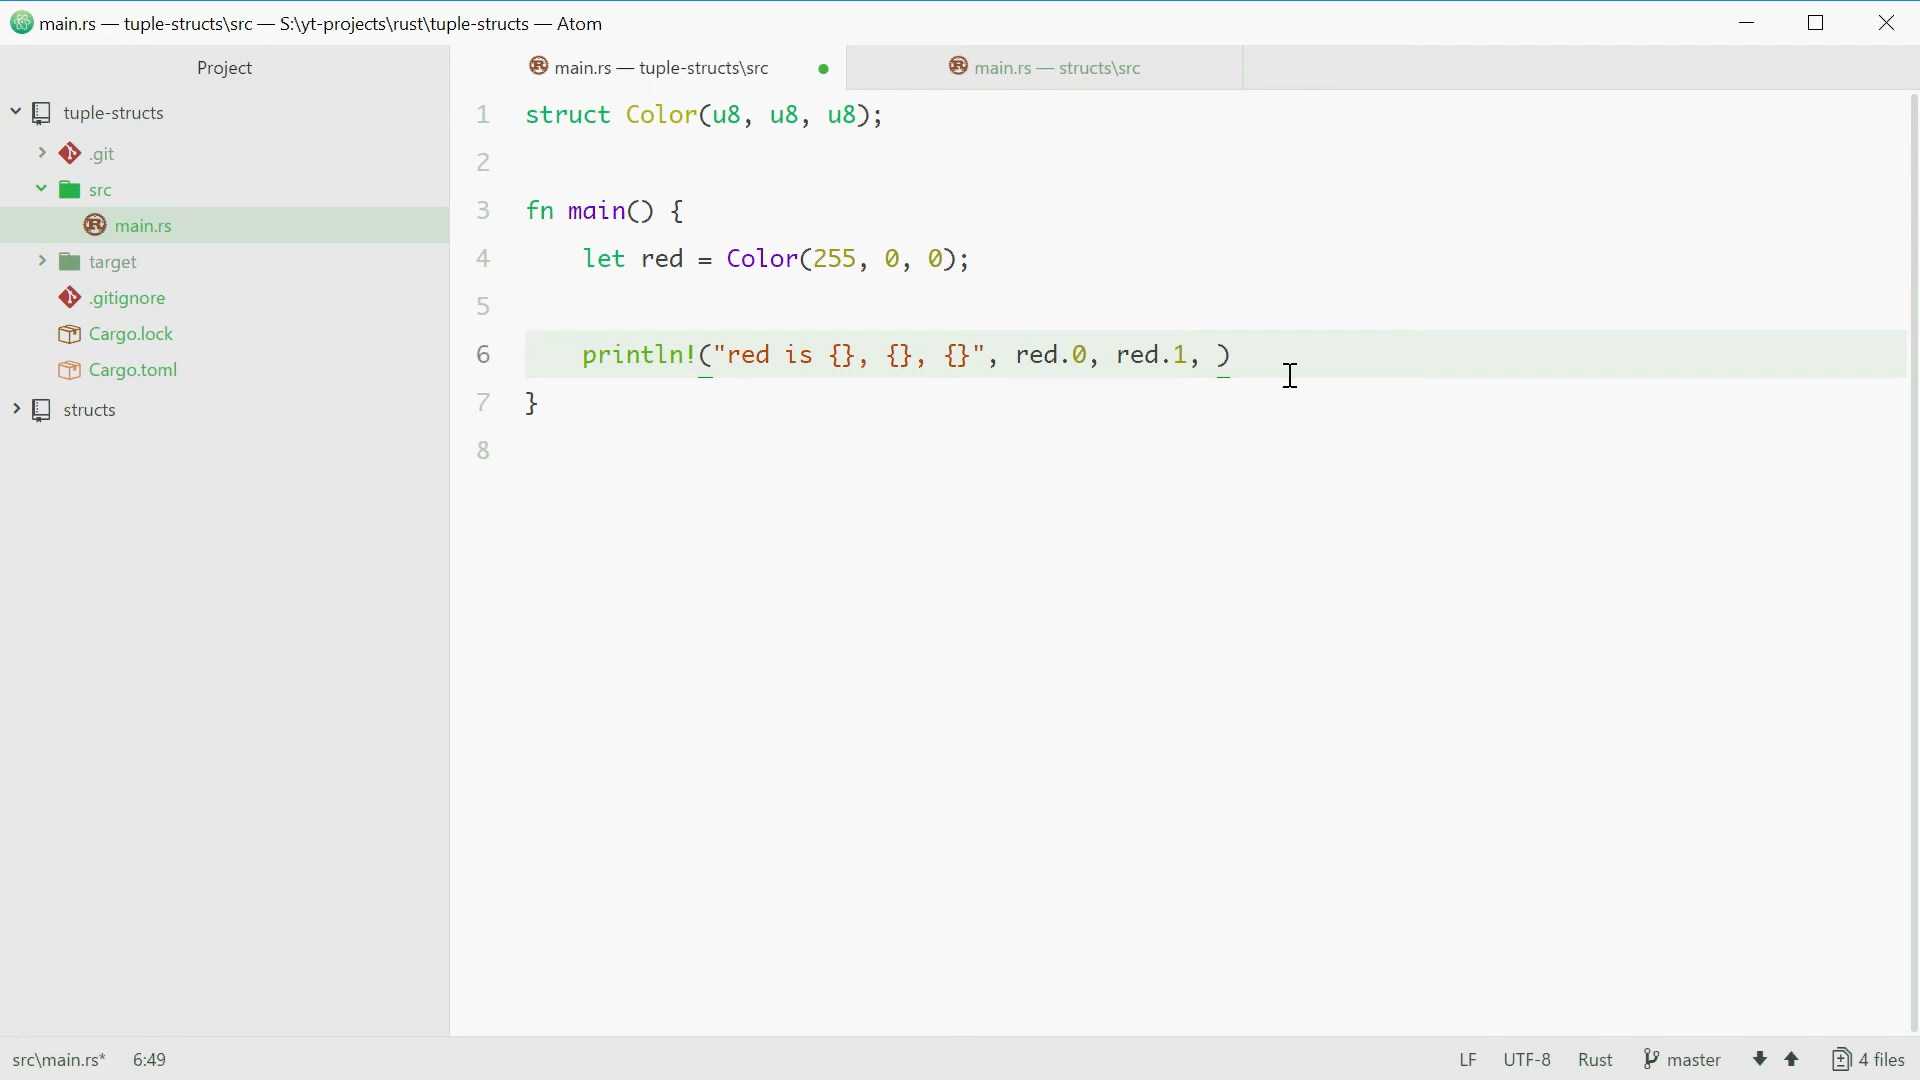 main.rs — tuple-structs\src — S:\yt-projects\rust\tuple-structs — Atom
Project
main.rs — tuple-structs\src
main.rs — structs\src
tuple-structs
.git
src
main.rs
target
.gitignore
Cargo.lock
Cargo.toml
structs
1 struct Color(u8, u8, u8);
2
3 fn main() {
4     let red = Color(255, 0, 0);
5
6     println!("red is {}, {}, {}", red.0, red.1, )
7 }
8
src\main.rs* 6:49 LF UTF-8 Rust master 4 files